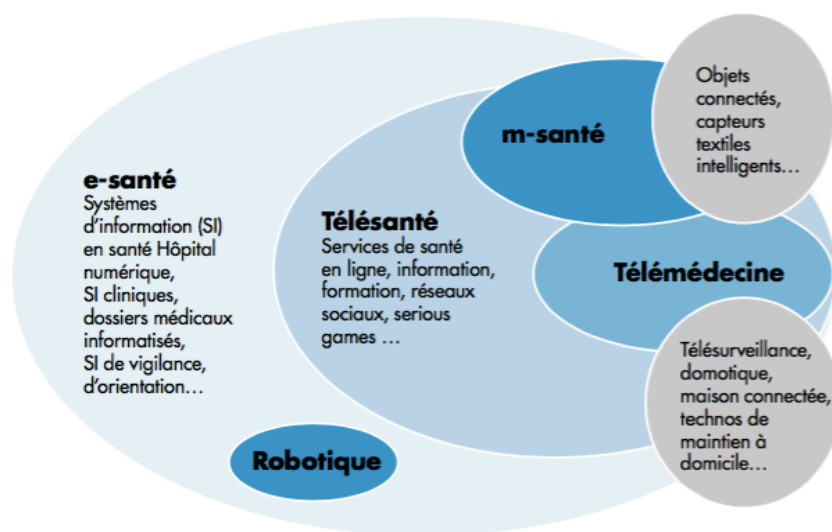 e-santé
Systèmes
d'information (SI)
en santé Hôpital
numérique,
SI cliniques,
dossiers médicaux
informatisés,
SI de vigilance,
d'orientation...
Télésanté
Services de santé
en ligne, information,
formation, réseaux
sociaux, serious
games ...
m-santé
Objets
connectés,
capteurs
textiles
intelligents...
Télémédecine
Télésurveillance,
domotique,
maison connectée,
technos de
maintien à
domicile...
Robotique